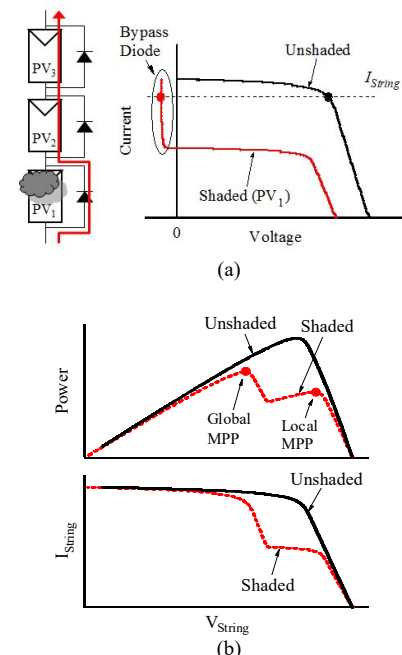 PV3
PV2
PV1
Bypass
Diode
Unshaded
IString
Current
Shaded (PV1)
0
Voltage
(a)
Unshaded
Shaded
Power
Global
MPP
Local
MPP
Unshaded
IString
Shaded
VString
(b)